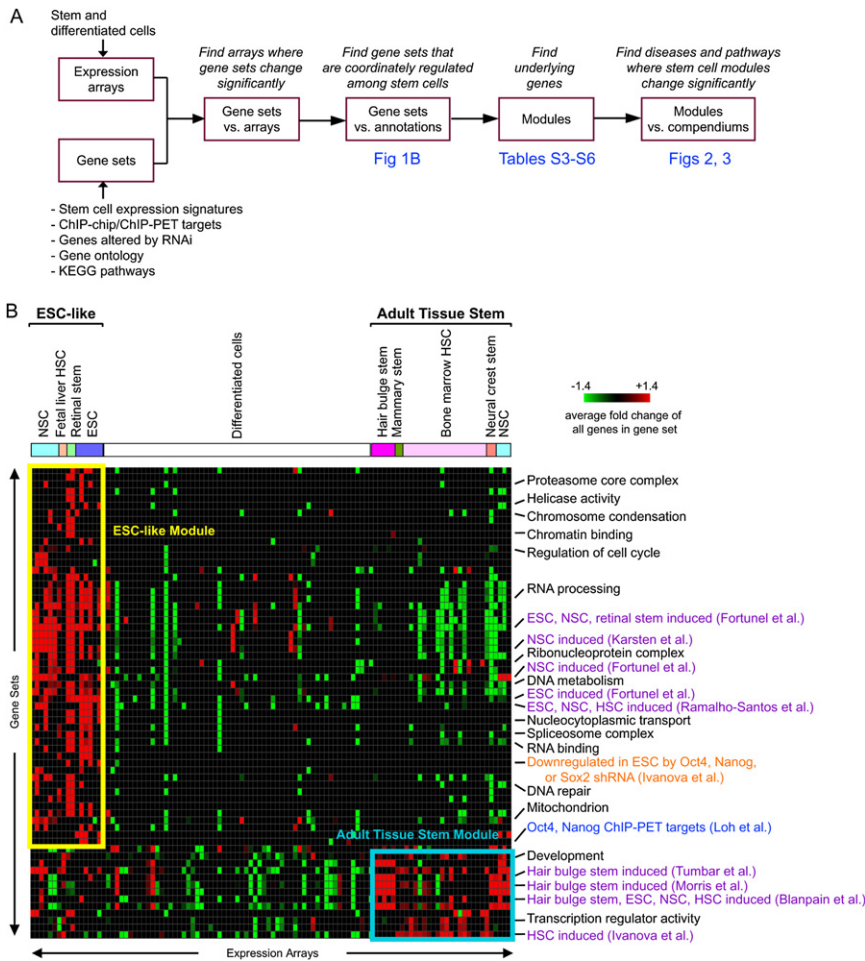 A
Stem and
differentiated cells
Expression
arrays
Gene sets
- Stem cell expression signatures
- ChIP-chip/ChIP-PET targets
- Genes altered by RNAi
- Gene ontology
- KEGG pathways
Find arrays where
gene sets change
significantly
Gene sets
vs. arrays
Find gene sets that
are coordinately regulated
among stem cells
Gene sets
vs. annotations
Fig 1B
Find
underlying
genes
Modules
Tables S3-S6
Find diseases and pathways
where stem cell modules
change significantly
Modules
vs. compendiums
Figs 2, 3
B
ESC-like
Adult Tissue Stem
NSC
Fetal liver HSC
Retinal stem
ESC
Differentiated cells
Hair bulge stem
Mammary stem
Bone marrow HSC
Neural crest stem
NSC
-1.4
+1.4
average fold change of
all genes in gene set
Gene Sets
ESC-like Module
Adult Tissue Stem Module
Proteasome core complex
Helicase activity
Chromosome condensation
Chromatin binding
Regulation of cell cycle
RNA processing
ESC, NSC, retinal stem induced (Fortunel et al.)
NSC induced (Karsten et al.)
Ribonucleoprotein complex
NSC induced (Fortunel et al.)
DNA metabolism
ESC induced (Fortunel et al.)
ESC, NSC, HSC induced (Ramalho-Santos et al.)
Nucleocytoplasmic transport
Spliceosome complex
RNA binding
Downregulated in ESC by Oct4, Nanog,
or Sox2 shRNA (Ivanova et al.)
DNA repair
Mitochondrion
Oct4, Nanog ChIP-PET targets (Loh et al.)
Development
Hair bulge stem induced (Tumbar et al.)
Hair bulge stem induced (Morris et al.)
Hair bulge stem, ESC, NSC, HSC induced (Blanpain et al.)
Transcription regulator activity
HSC induced (Ivanova et al.)
Expression Arrays